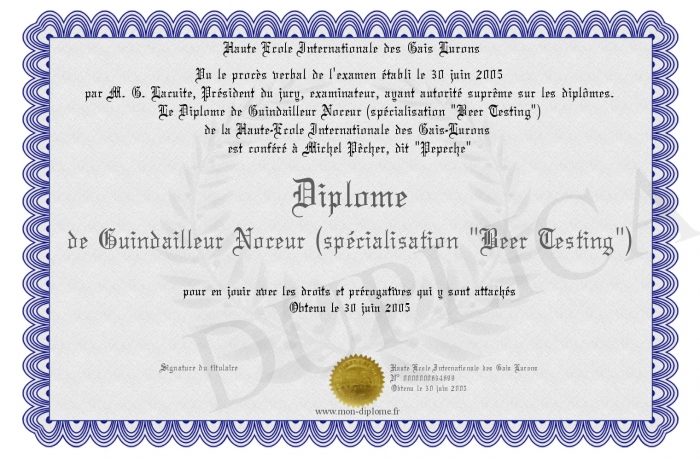 Haute Ecole Internationale des Gais Lurons
Vu le procès verbal de l'examen établi le 30 juin 2005
par M. G. Lacuite, Président du jury, examinateur, ayant autorité suprême sur les diplômes.
Le Diplome de Guindailleur Noceur (spécialisation "Beer Testing")
de la Haute-Ecole Internationale des Gais-Lurons
est conféré à Michel Pêcher, dit "Pepeche"
Diplome
de Guindailleur Noceur (spécialisation "Beer Testing")
pour en jouir avec les droits et prérogatives qui y sont attachés
Obtenu le 30 juin 2005
DUPLICA
Signature du titulaire
Haute Ecole Internationale des Gais Lurons
Obtenu le 30 juin 2005
www.mon-diplome.fr